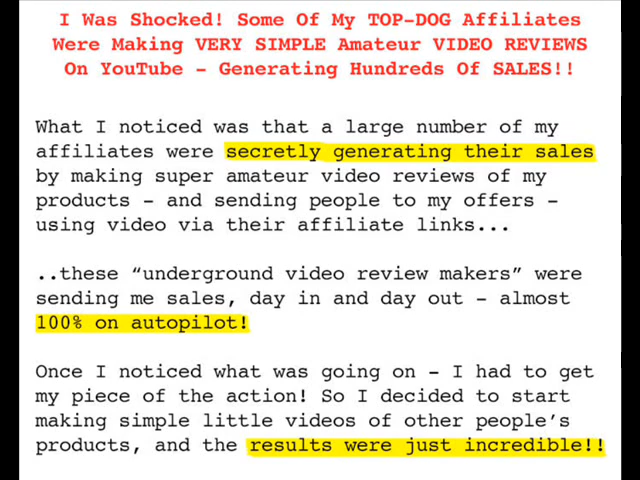 I Was Shocked! Some Of My TOP-DOG Affiliates
Were Making VERY SIMPLE Amateur VIDEO REVIEWS
On YouTube - Generating Hundreds Of SALES!!
What I noticed was that a large number of my
affiliates were secretly generating their sales
by making super amateur video reviews of my
products - and sending people to my offers -
using video via their affiliate links...
..these “underground video review makers” were
sending me sales, day in and day out - almost
100% on autopilot!
Once I noticed what was going on - I had to get
my piece of the action! So I decided to start
making simple little videos of other people’s
products, and the results were just incredible!!